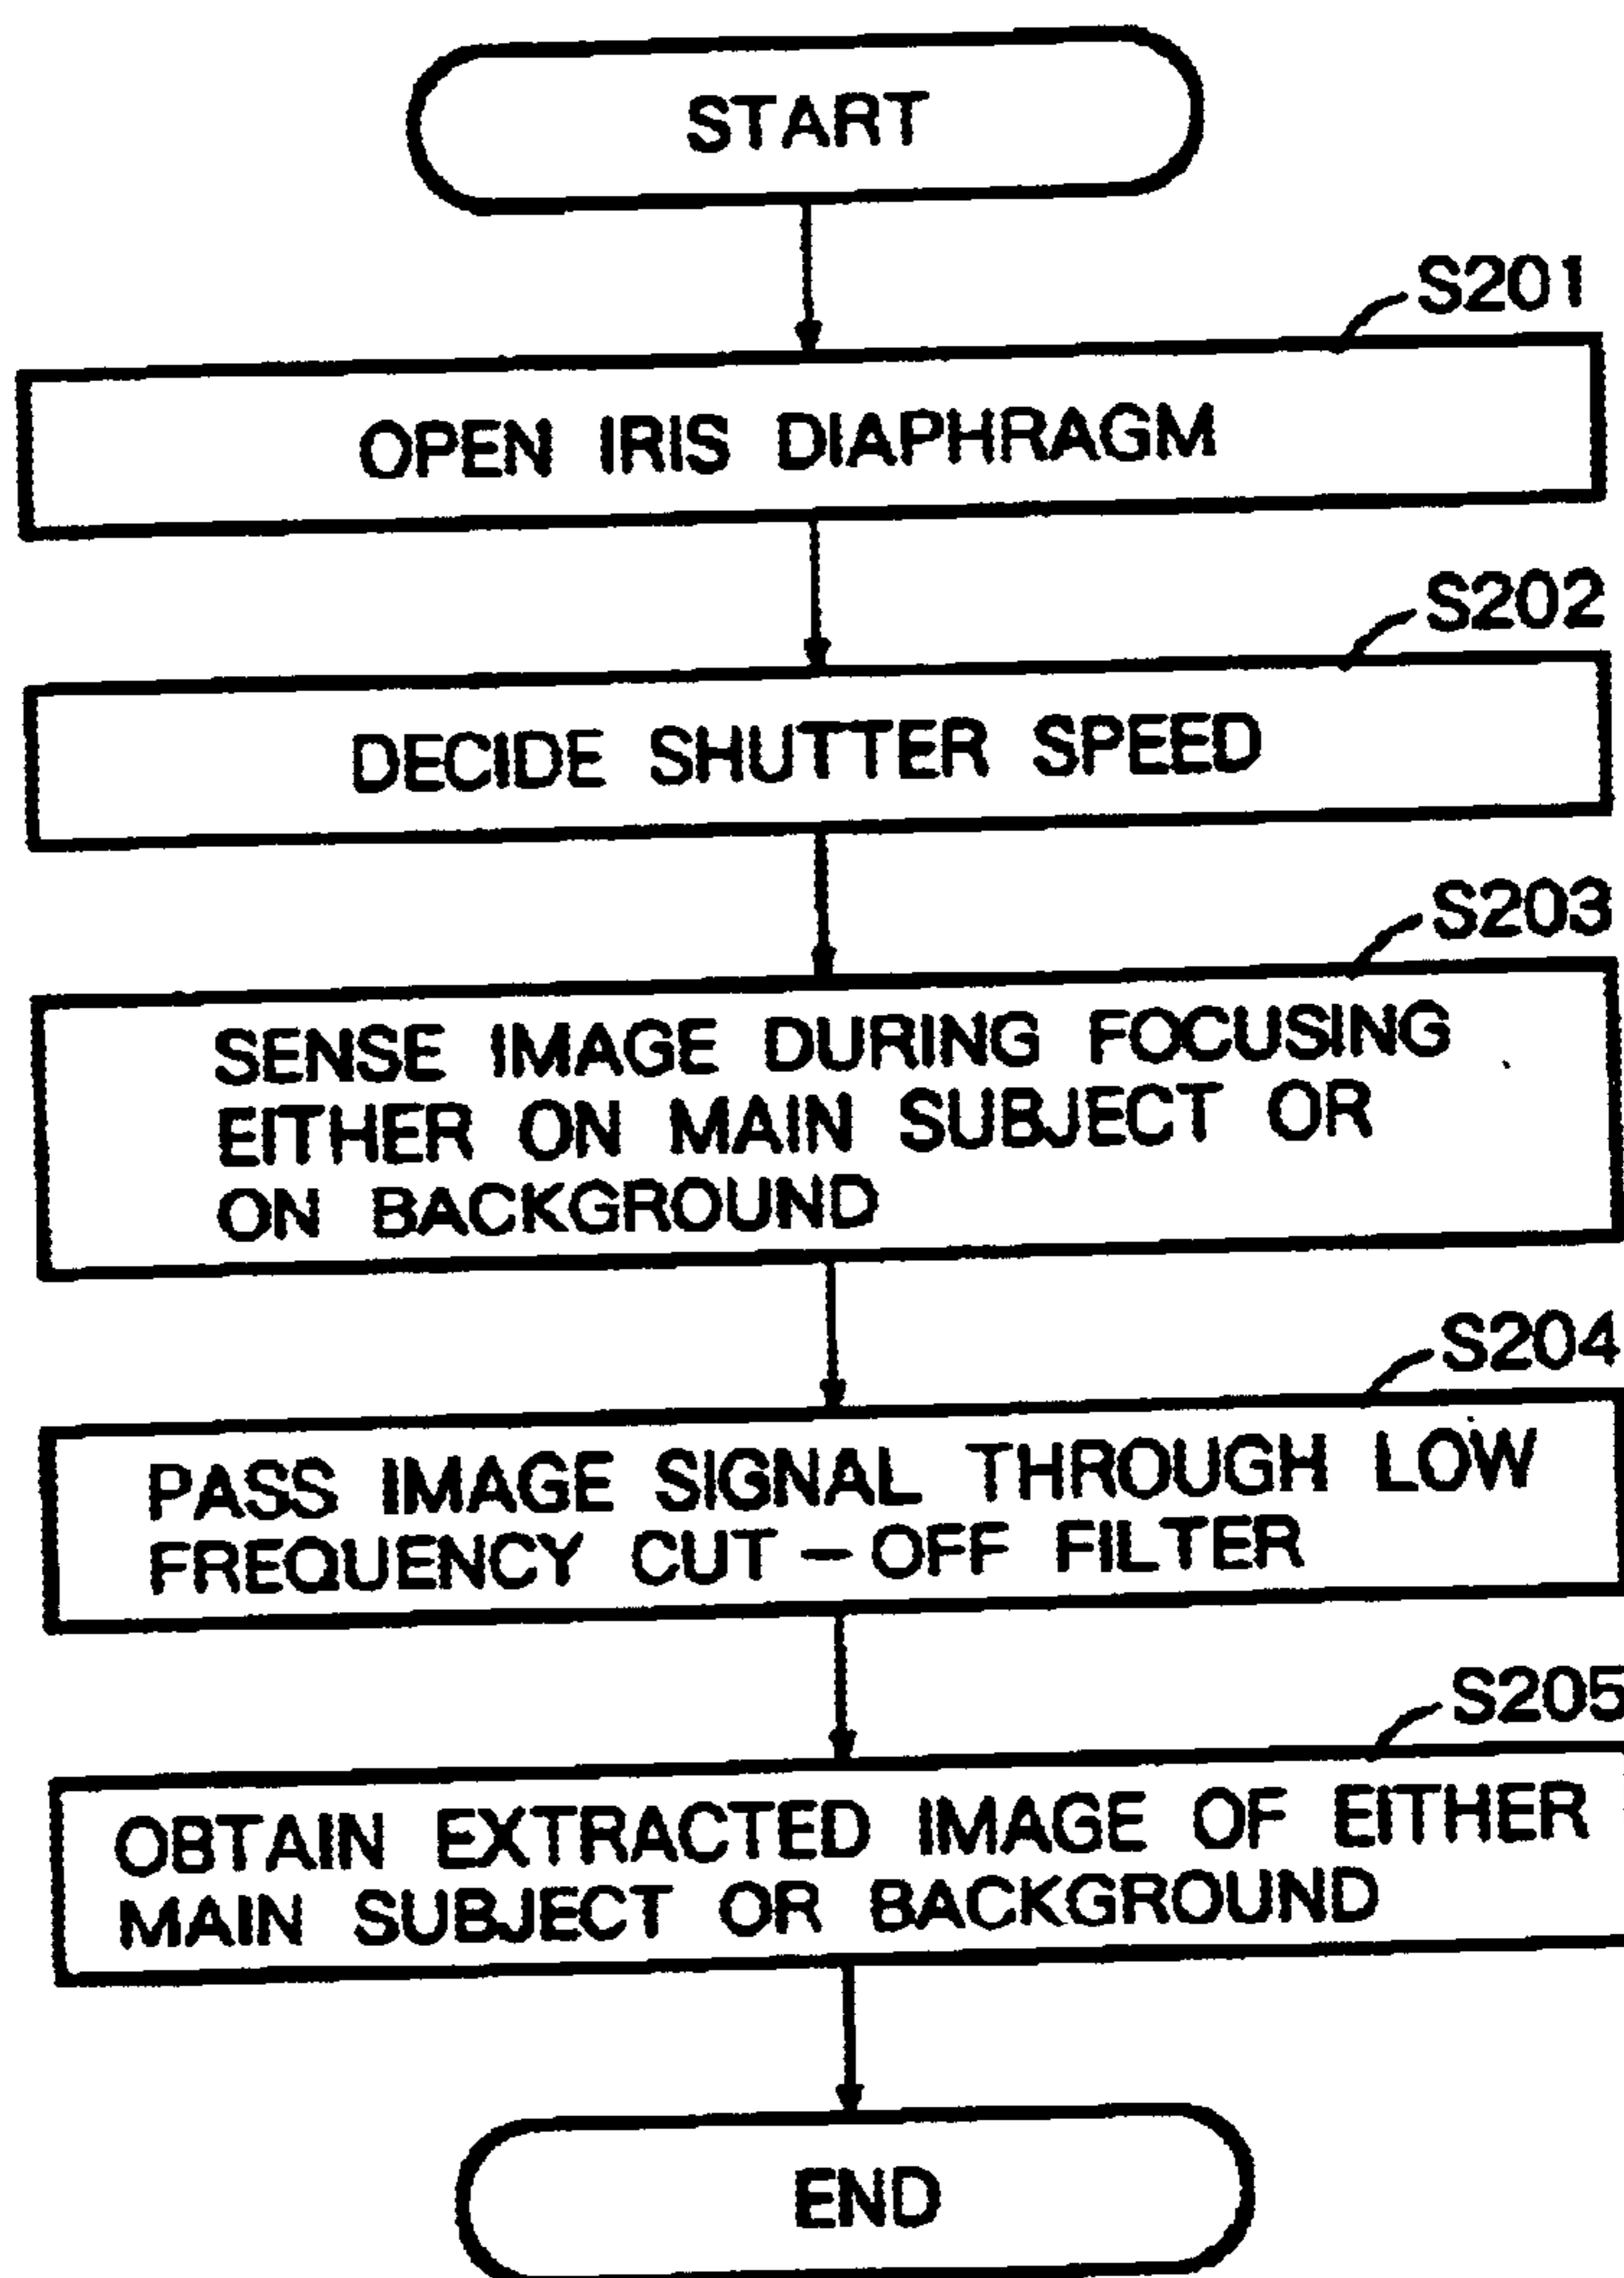 START
S201
OPEN IRIS DIAPHRAGM
S202
DECIDE SHUTTER SPEED
S203
SENSE IMAGE DURING FOCUSING
EITHER ON MAIN SUBJECT OR
ON BACKGROUND
S204
PASS IMAGE SIGNAL THROUGH LOW
FREQUENCY CUT-OFF FILTER
S205
OBTAIN EXTRACTED IMAGE OF EITHER
MAIN SUBJECT OR BACKGROUND
END